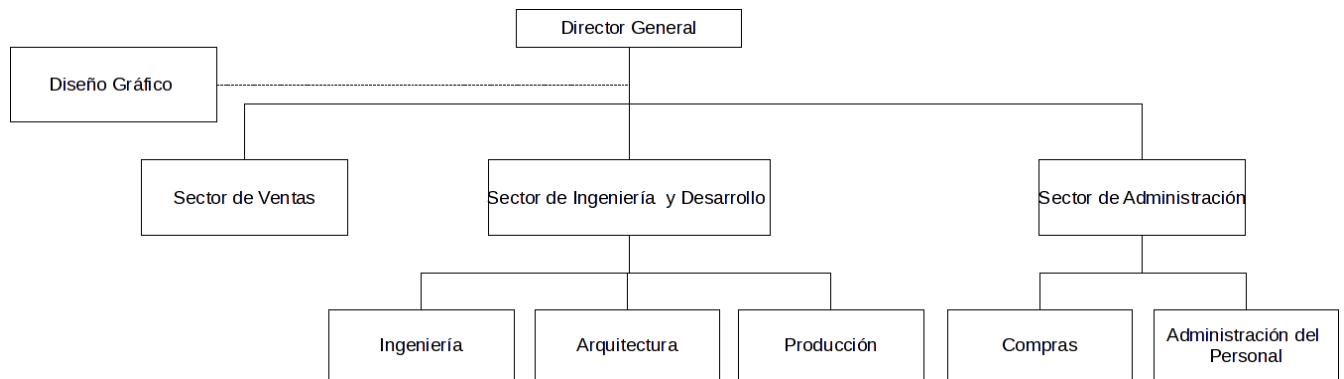 Director General
Diseño Gráfico
Sector de Ventas
Sector de Ingeniería y Desarrollo
Sector de Administración
Ingeniería
Arquitectura
Producción
Compras
Administración del
Personal